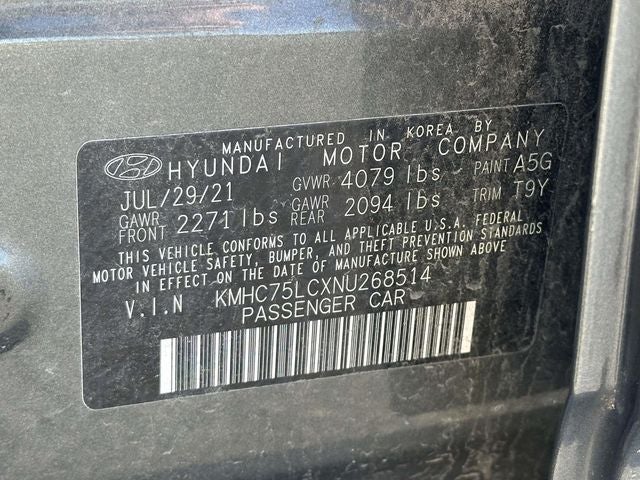 MANUFACTURED IN KOREA BY
HYUNDAI MOTOR COMPANY
JUL/29/21 GVWR 4079 lbs PAINT A5G
GAWR FRONT 2271 lbs GAWR REAR 2094 lbs TRIM T9Y
THIS VEHICLE CONFORMS TO ALL APPLICABLE U.S.A. FEDERAL
MOTOR VEHICLE SAFETY, BUMPER, AND THEFT PREVENTION STANDARDS
IN EFFECT ON THE DATE OF MANUFACTURE SHOWN ABOVE
V.I.N KMHC75LCXNU268514
PASSENGER CAR